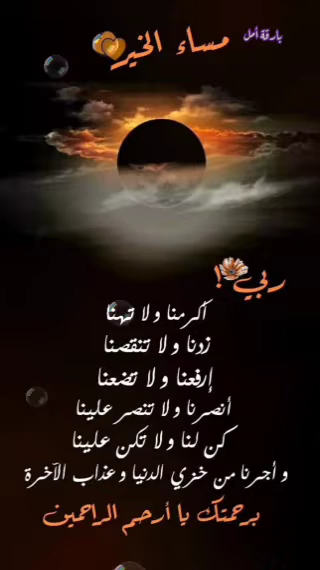 بارقة أمل
مساء الخير
ربي !
أكرمنا ولا تهنا
زدنا ولا تنقصنا
إرفعنا ولا تضعنا
أنصرنا ولا تنصر علينا
كن لنا ولا تكن علينا
وأجرنا من خزي الدنيا وعذاب الآخرة
برحمتك يا أرحم الراحمين